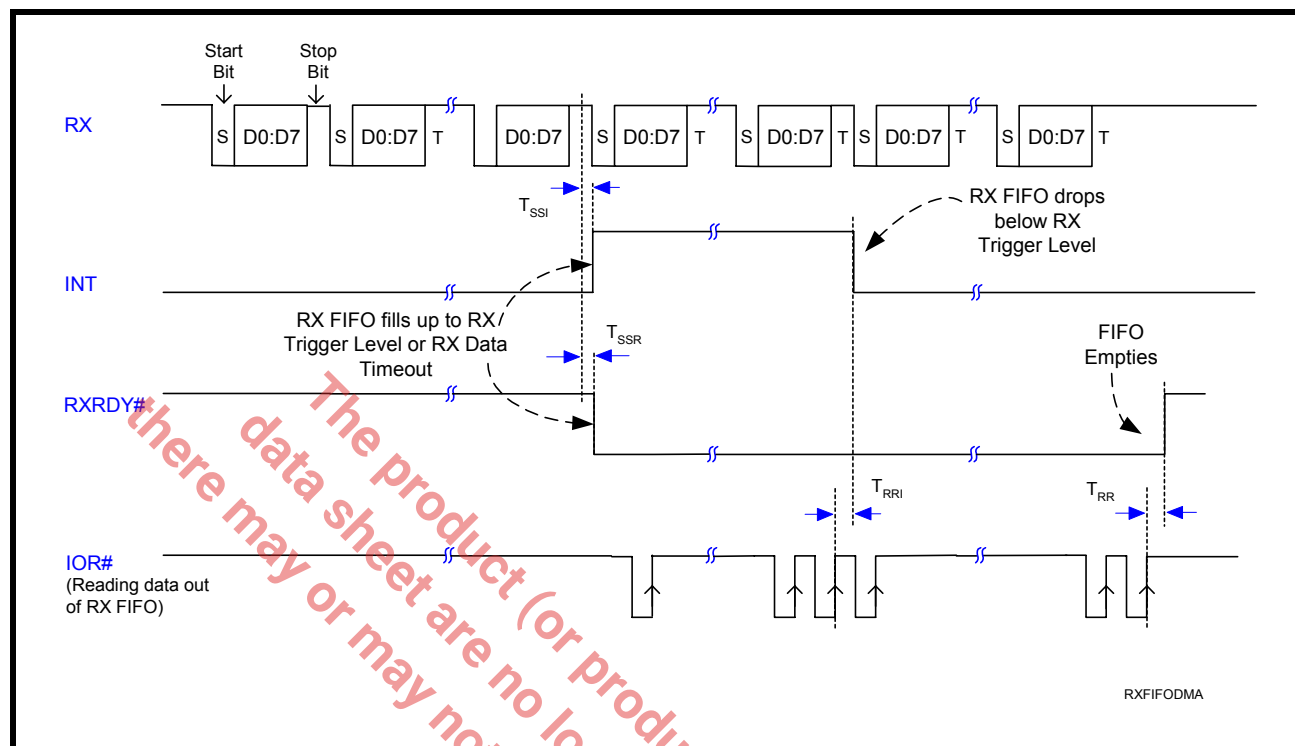 Start
Bit
Stop
Bit
RX
S D0:D7 S D0:D7 T D0:D7 S D0:D7 T S D0:D7 T S D0:D7 T S D0:D7 T
TSSI
RX FIFO drops
below RX
Trigger Level
INT
RX FIFO fills up to RX
Trigger Level or RX Data
Timeout
TSSR
FIFO
Empties
RXRDY#
TRRI
TRR
IOR#
(Reading data out
of RX FIFO)
RXFIFODMA
The product (or produ
data sheet are no lo
there may or may no